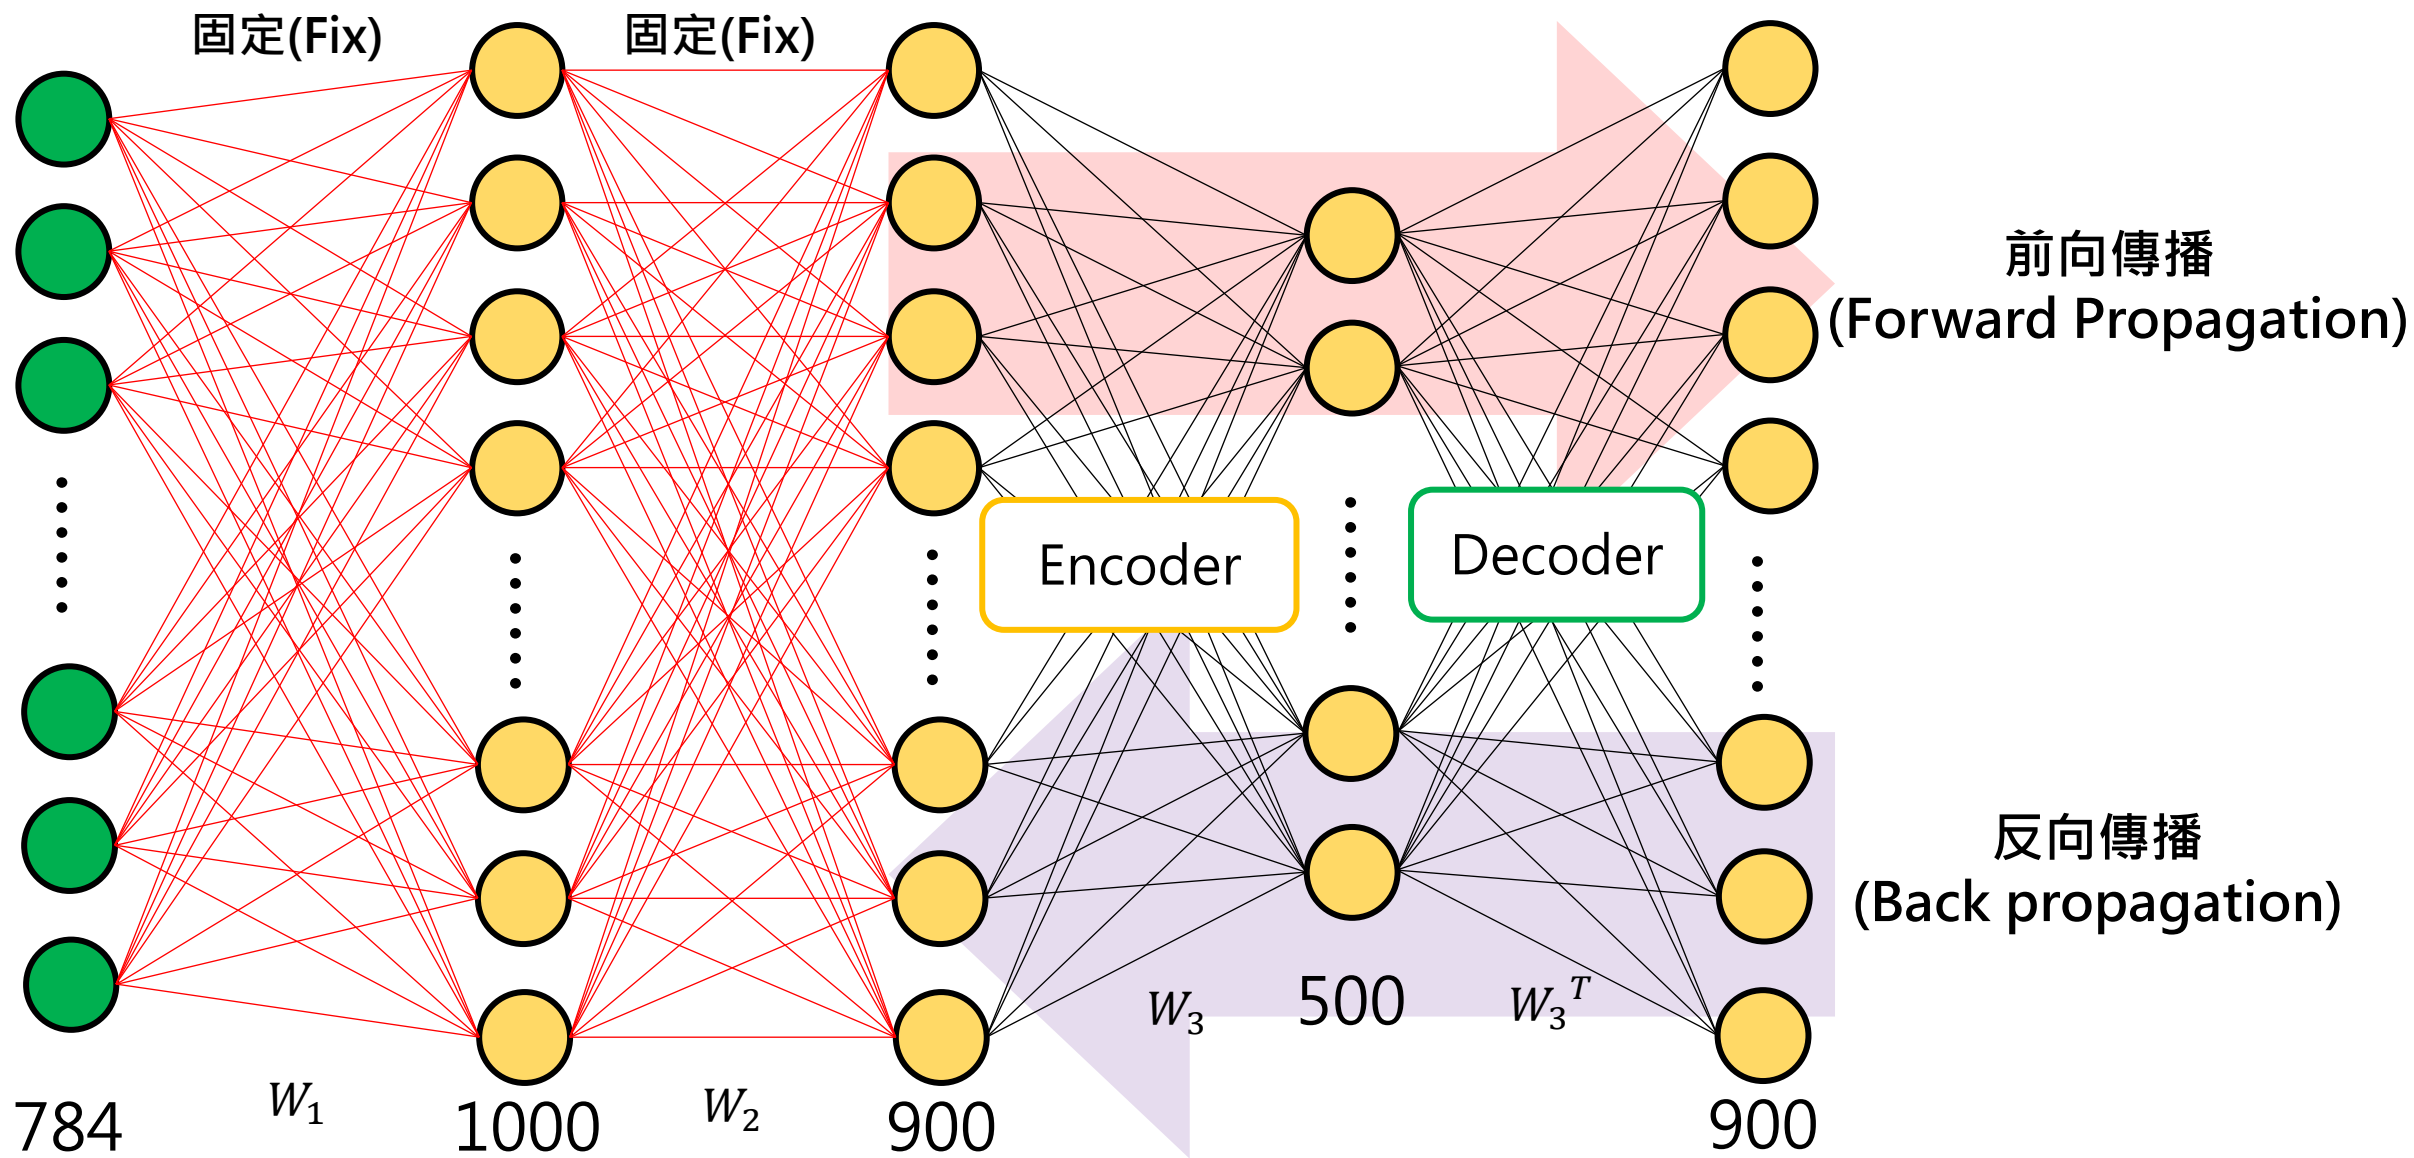 固定(Fix)
固定(Fix)
前向傳播
(Forward Propagation)
Encoder
Decoder
反向傳播
(Back propagation)
W₃
500
W₃ᵀ
W₁
W₂
784
1000
900
900